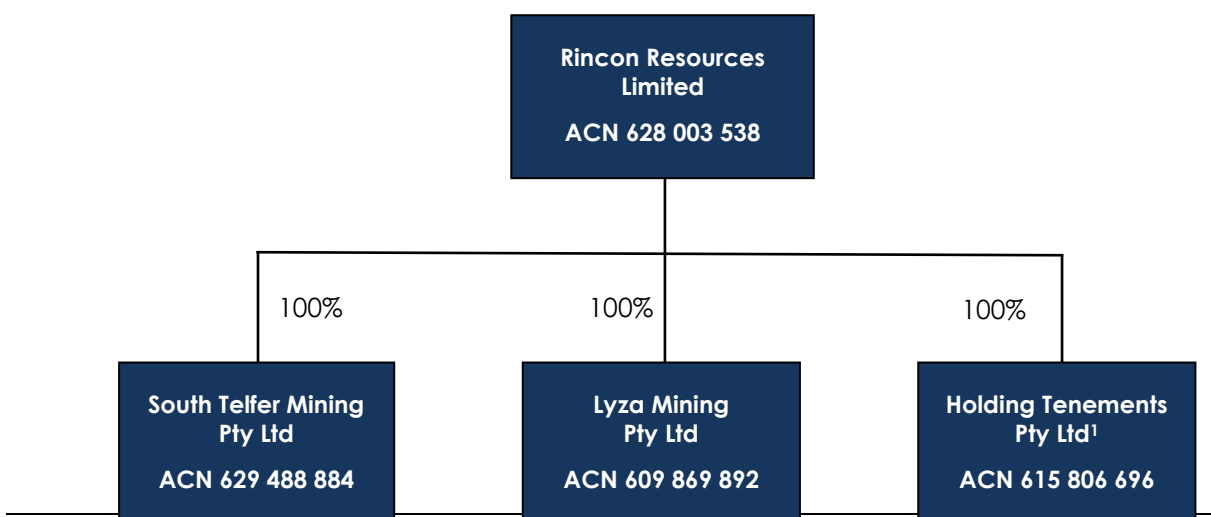 Rincon Resources
Limited
ACN 628 003 538
100%
100%
100%
South Telfer Mining
Pty Ltd
ACN 629 488 884
Lyza Mining
Pty Ltd
ACN 609 869 892
Holding Tenements
Pty Ltd¹
ACN 615 806 696